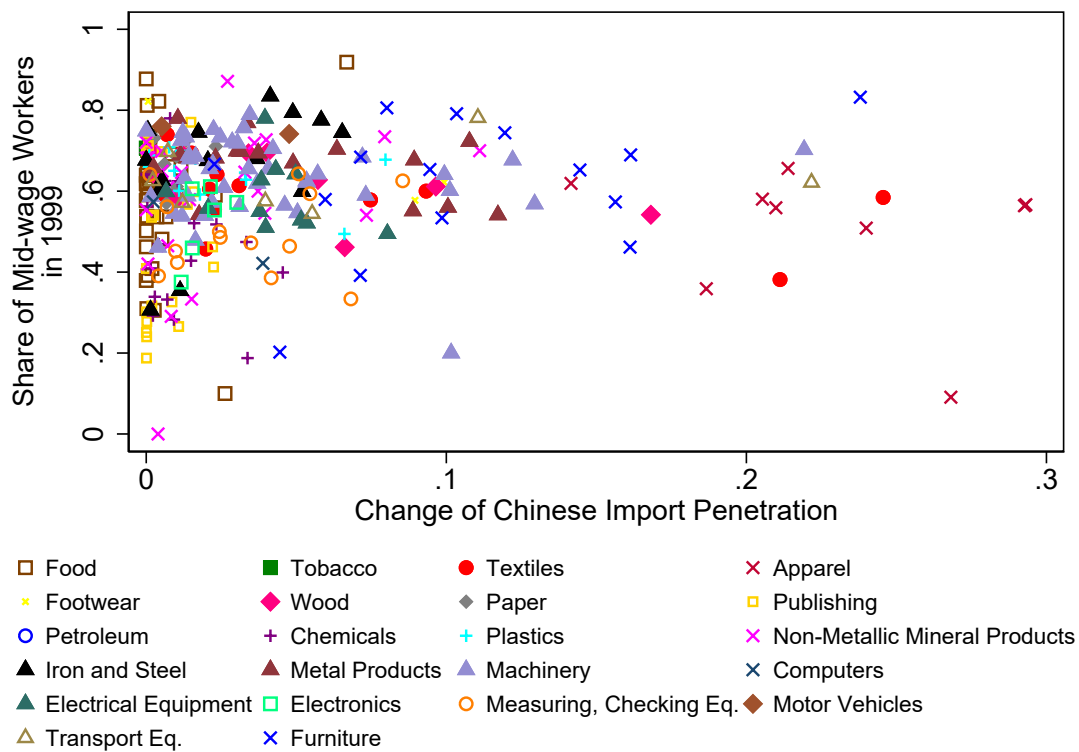 Share of Mid-wage Workers
in 1999
1
.8
.6
.4
.2
0
0 .1 .2 .3
Change of Chinese Import Penetration
Food Tobacco Textiles Apparel
Footwear Wood Paper Publishing
Petroleum Chemicals Plastics Non-Metallic Mineral Products
Iron and Steel Metal Products Machinery Computers
Electrical Equipment Electronics Measuring, Checking Eq. Motor Vehicles
Transport Eq. Furniture